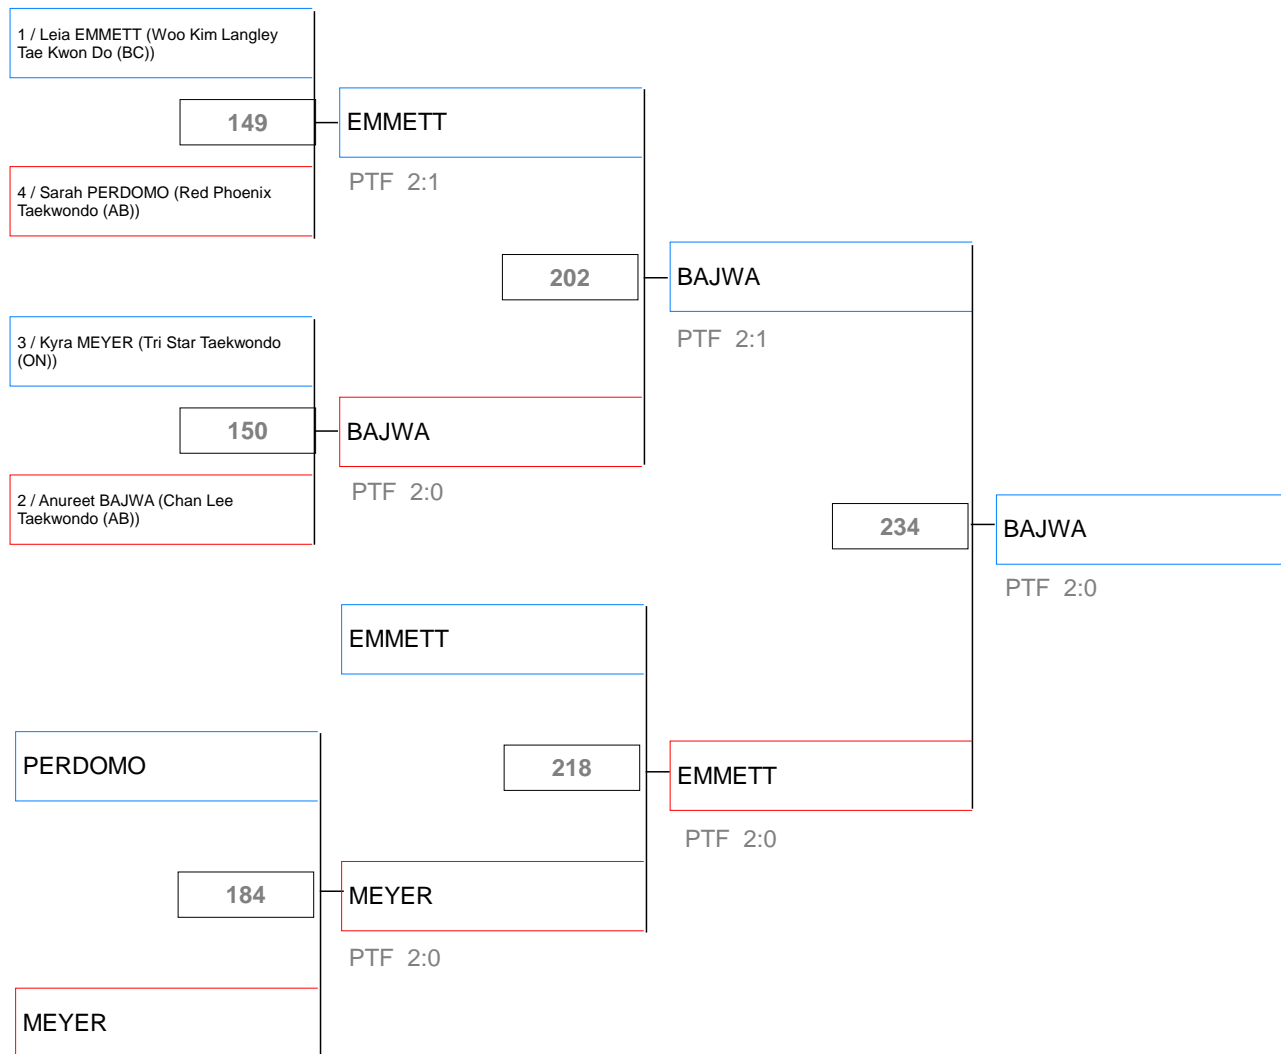 1 / Leia EMMETT (Woo Kim Langley
Tae Kwon Do (BC))
149
EMMETT
PTF 2:1
4 / Sarah PERDOMO (Red Phoenix
Taekwondo (AB))
202
BAJWA
PTF 2:1
3 / Kyra MEYER (Tri Star Taekwondo
(ON))
150
BAJWA
PTF 2:0
2 / Anureet BAJWA (Chan Lee
Taekwondo (AB))
234
BAJWA
PTF 2:0
EMMETT
218
EMMETT
PTF 2:0
PERDOMO
184
MEYER
PTF 2:0
MEYER